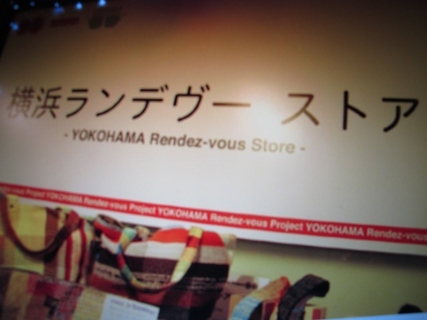 横浜ランデヴー ストア
- YOKOHAMA Rendez-vous Store -
Rendez-vous Project YOKOHAMA Rendez-vous Project YOKOHAMA Rendez-vous Project YOKOHAMA Rendez-vous